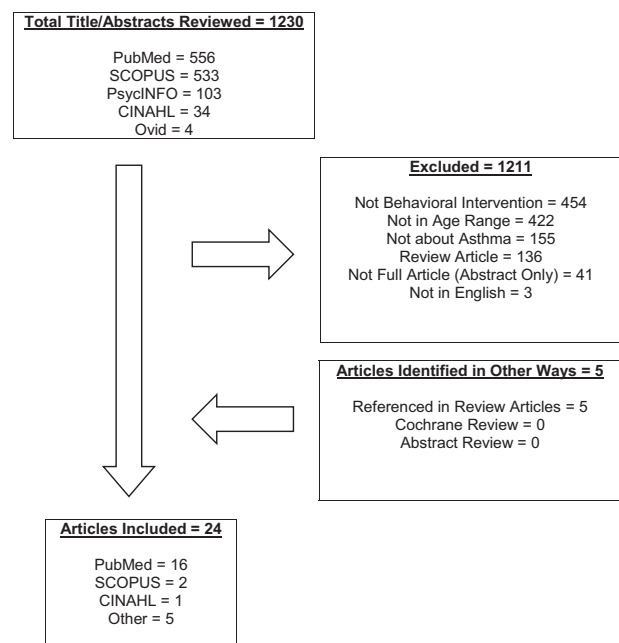 Total Title/Abstracts Reviewed = 1230
PubMed = 556
SCOPUS = 533
PsycINFO = 103
CINAHL = 34
Ovid = 4
Excluded = 1211
Not Behavioral Intervention = 454
Not in Age Range = 422
Not about Asthma = 155
Review Article = 136
Not Full Article (Abstract Only) = 41
Not in English = 3
Articles Identified in Other Ways = 5
Referenced in Review Articles = 5
Cochrane Review = 0
Abstract Review = 0
Articles Included = 24
PubMed = 16
SCOPUS = 2
CINAHL = 1
Other = 5